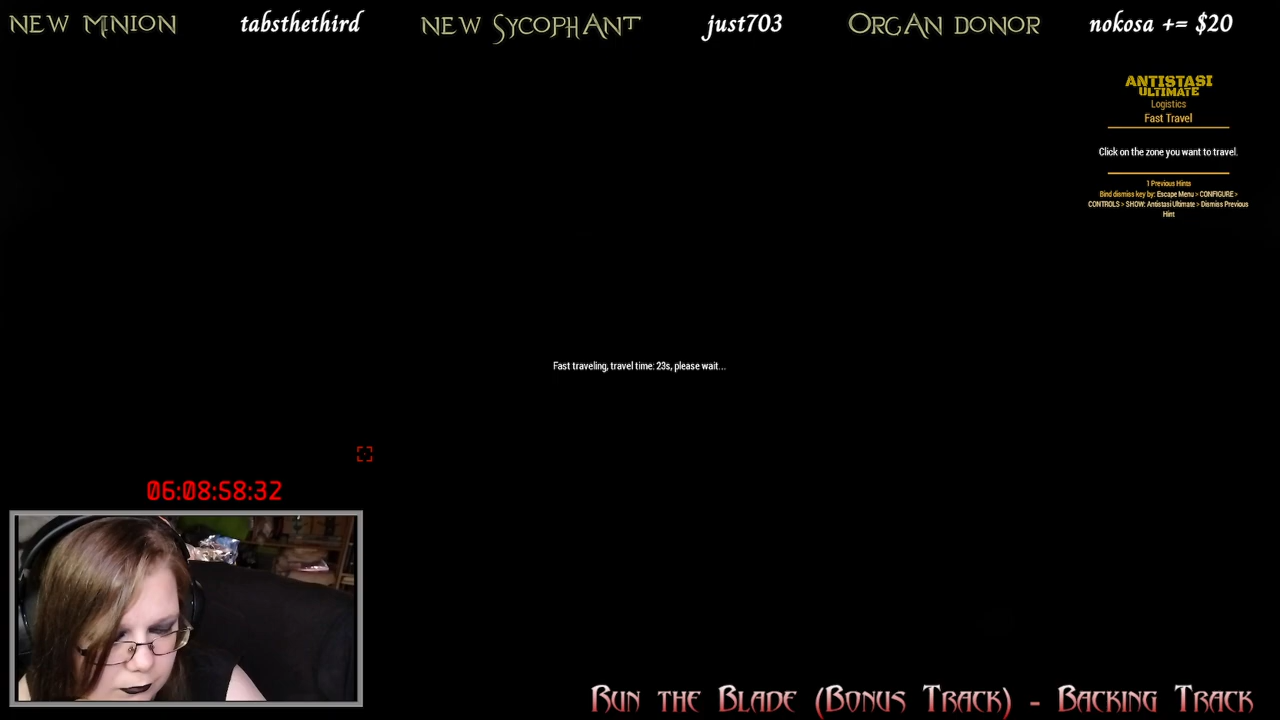 NEW MINION tabsthethird NEW SYCOPHANT just703 ORGAN DONOR nokosa += $20
ANTISTASI
ULTIMATE
Logistics
Fast Travel
Click on the zone you want to travel.
1 Previous Hints
Bind dismiss key by: Escape Menu > CONFIGURE >
CONTROLS > SHOW: Antistasi Ultimate > Dismiss Previous
Hint
Fast traveling, travel time: 23s, please wait...
06:08:58:32
RUN THE BLADE (BONUS TRACK) - BACKING TRACK